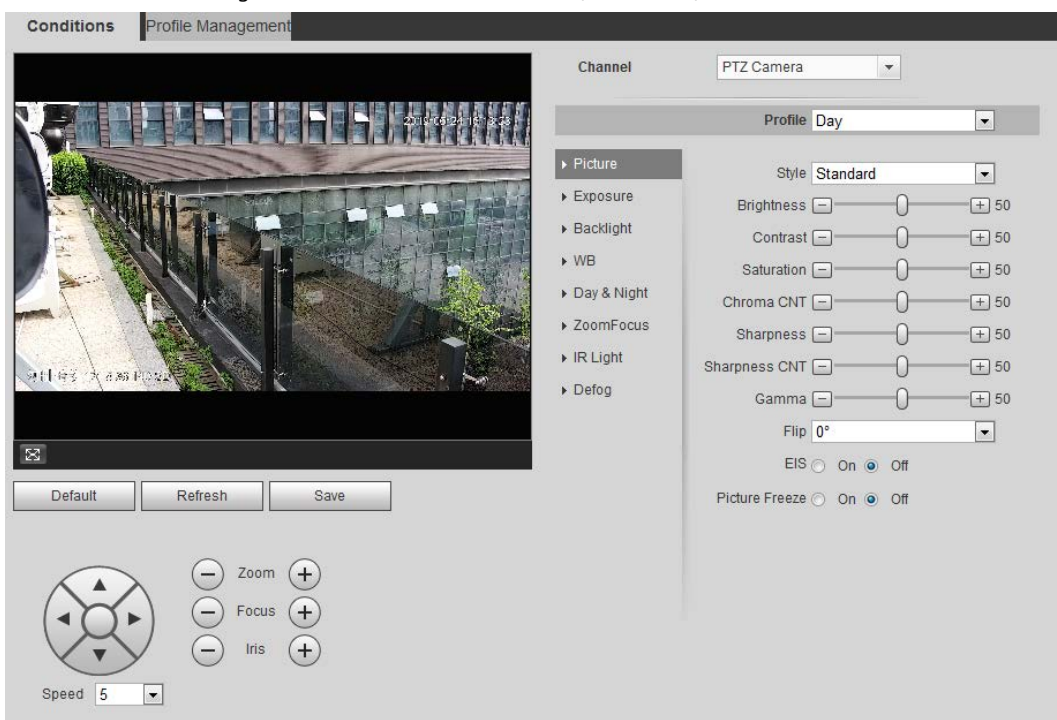 Conditions Profile Management
Channel PTZ Camera
Profile Day
Picture
Exposure
Backlight
WB
Day & Night
ZoomFocus
IR Light
Defog
Style Standard
Brightness 50
Contrast 50
Saturation 50
Chroma CNT 50
Sharpness 50
Sharpness CNT 50
Gamma 50
Flip 0°
EIS On Off
Picture Freeze On Off
Default Refresh Save
Zoom
Focus
Iris
Speed 5